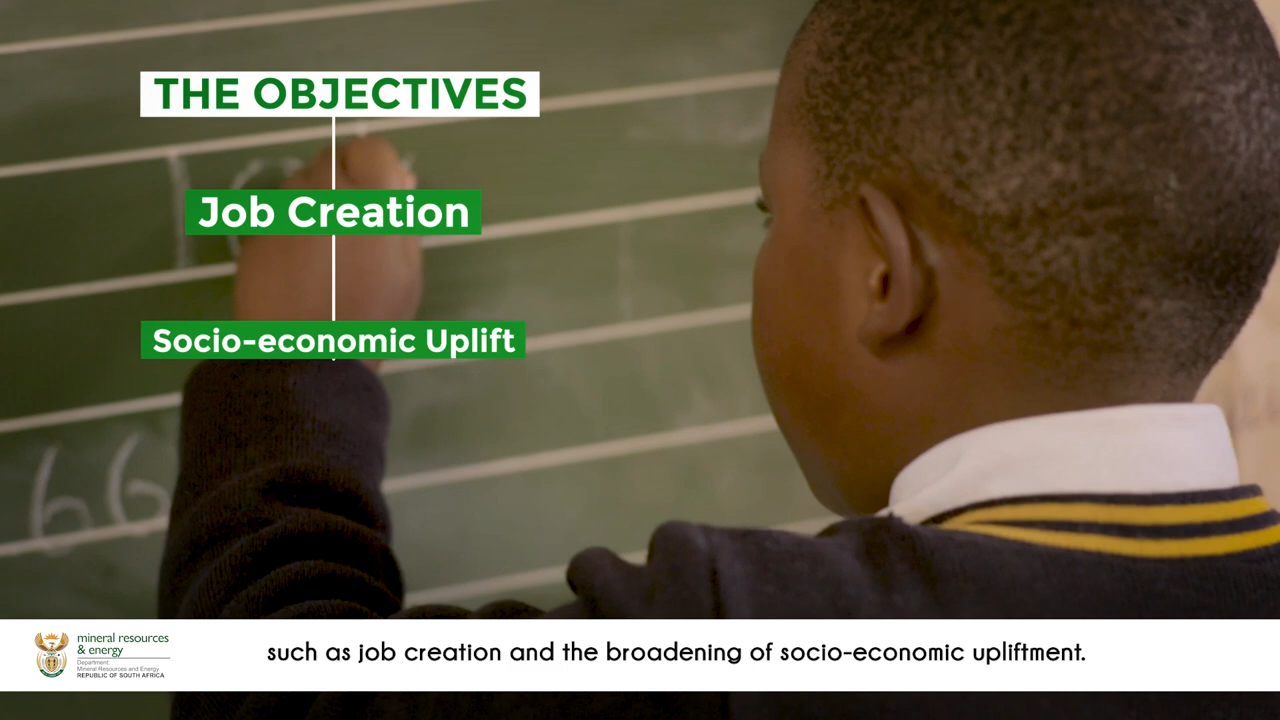 THE OBJECTIVES
Job Creation
Socio-economic Uplift
66
mineral resources
& energy
Department:
Mineral Resources and Energy
REPUBLIC OF SOUTH AFRICA
such as job creation and the broadening of socio-economic upliftment.